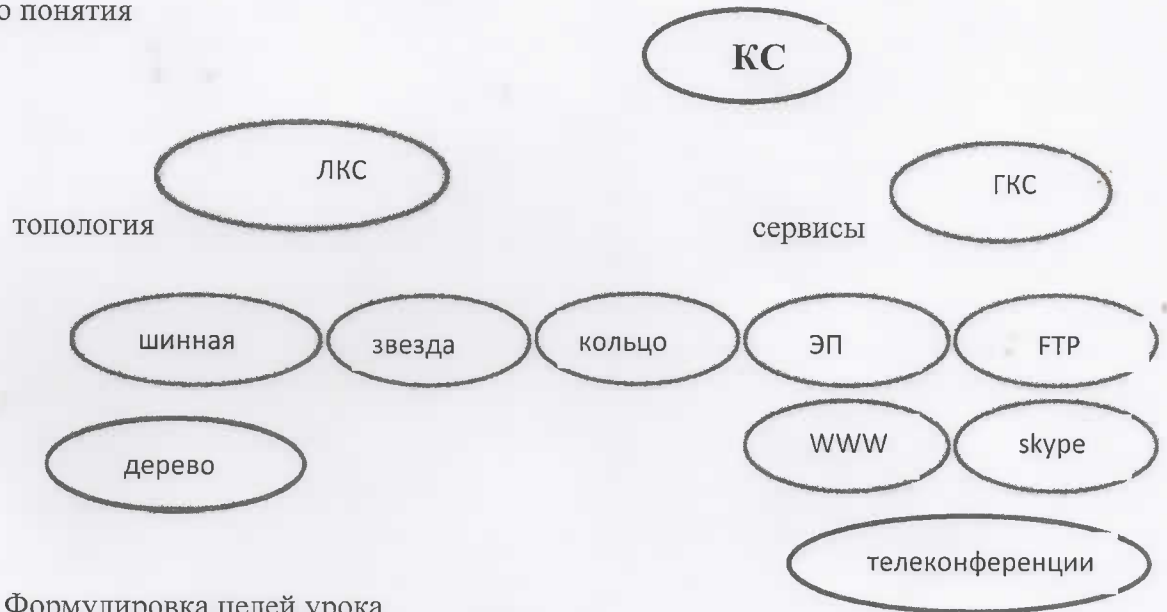 о понятия
КС
ЛКС
ГКС
топология
сервисы
шинная звезда кольцо ЭП FTP
дерево
WWW skype
телеконференции
Формулировка целей урока